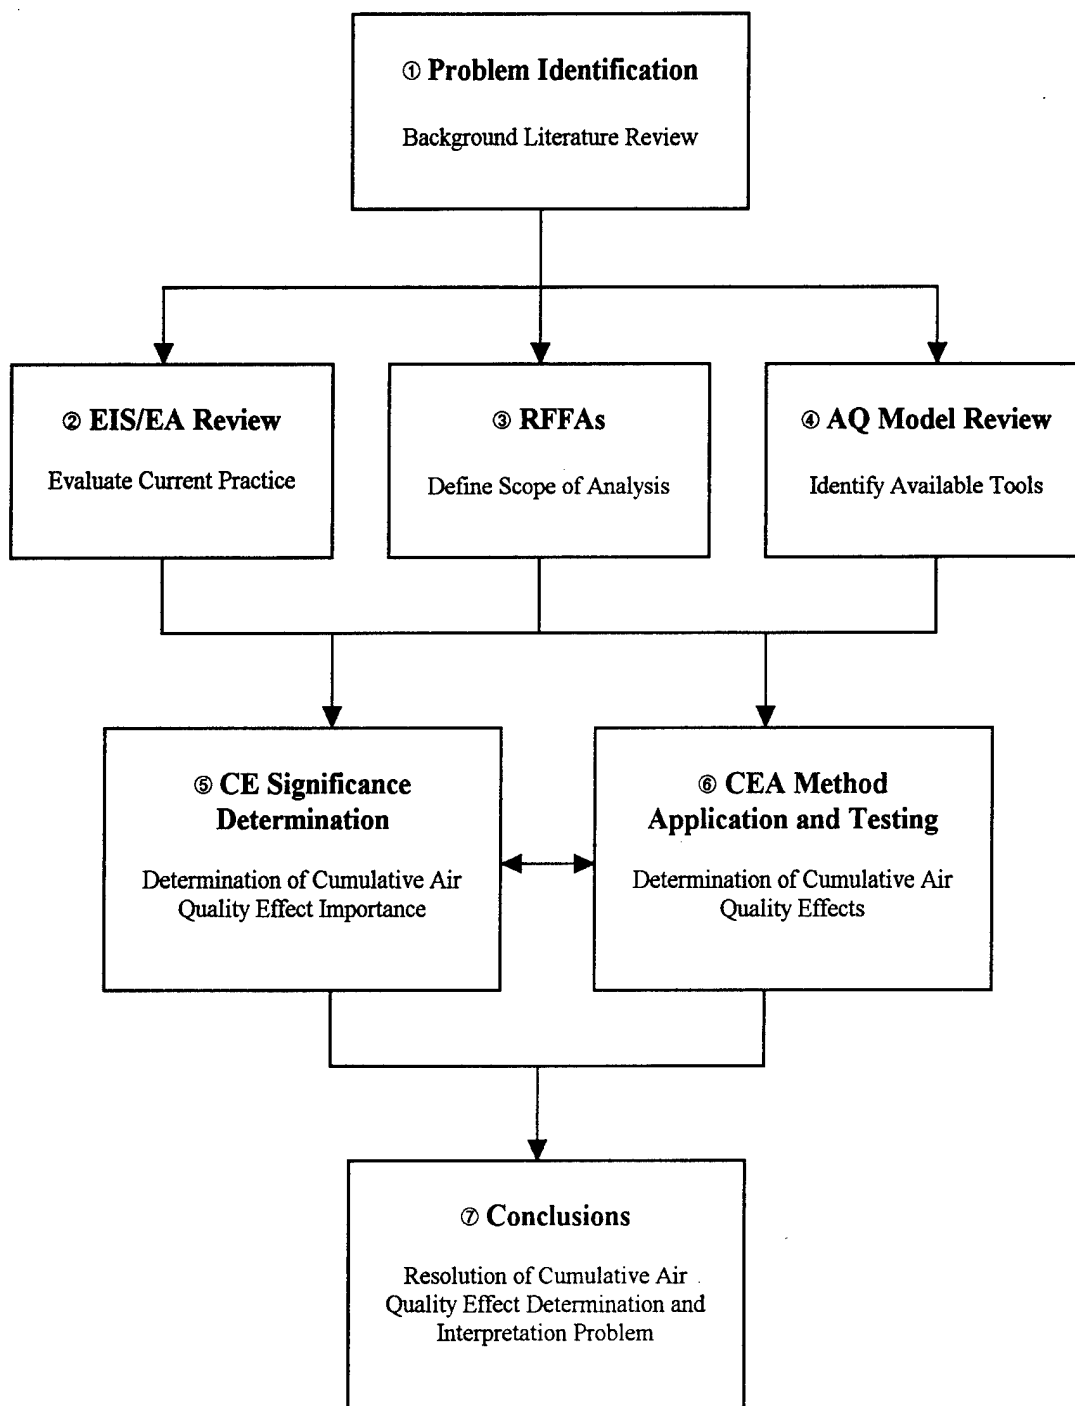 ① Problem Identification
Background Literature Review
② EIS/EA Review
Evaluate Current Practice
③ RFFAs
Define Scope of Analysis
④ AQ Model Review
Identify Available Tools
⑤ CE Significance
Determination
Determination of Cumulative Air
Quality Effect Importance
⑥ CEA Method
Application and Testing
Determination of Cumulative Air
Quality Effects
⑦ Conclusions
Resolution of Cumulative Air
Quality Effect Determination and
Interpretation Problem